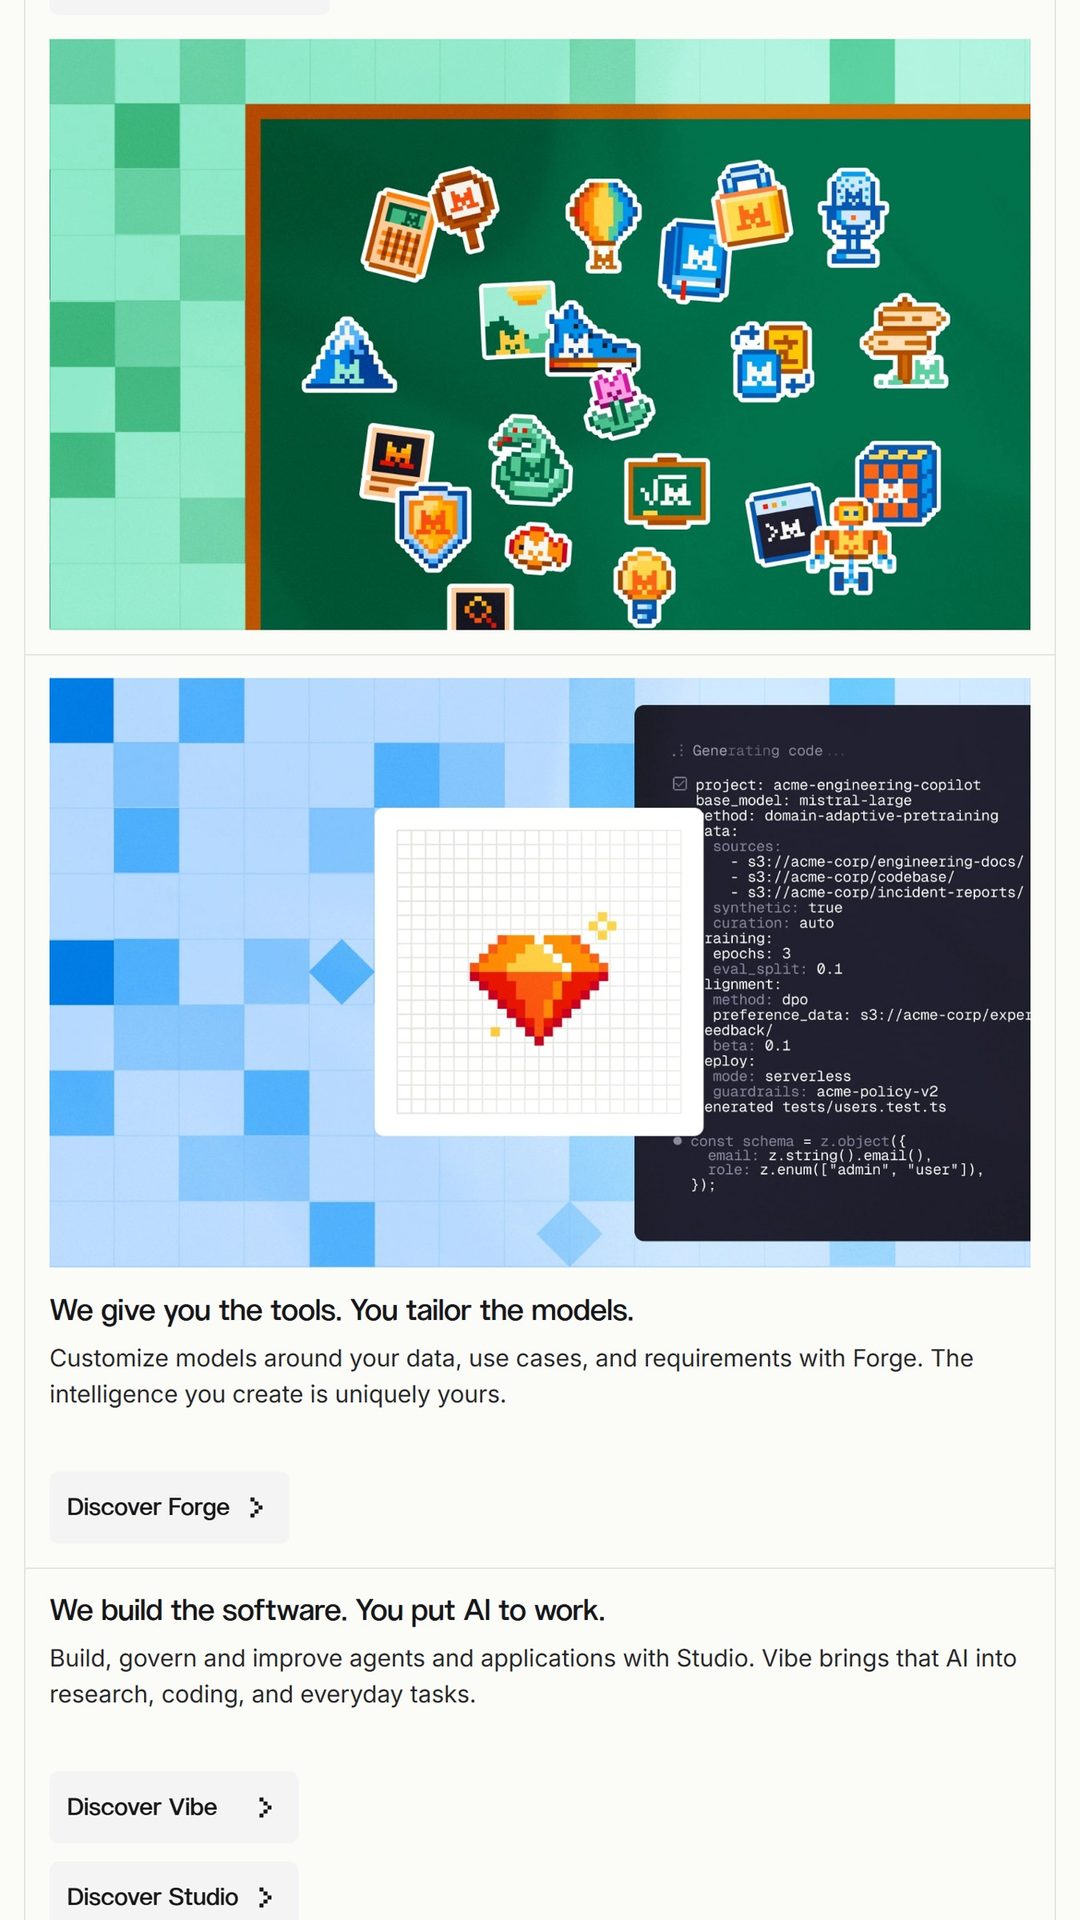 Generating code ...
project: acme-engineering-copilot
base_model: mistral-large
ethod: domain-adaptive-pretraining
ata:
sources:
- s3://acme-corp/engineering-docs/
- s3://acme-corp/codebase/
- s3://acme-corp/incident-reports/
synthetic: true
curation: auto
raining:
epochs: 3
eval_split: 0.1
lignment:
method: dpo
preference_data: s3://acme-corp/exper
eedback/
beta: 0.1
eploy:
mode: serverless
guardrails: acme-policy-v2
enerated tests/users.test.ts
const schema = z.object({
email: z.string().email(),
role: z.enum(["admin", "user"]),
});
We give you the tools. You tailor the models.
Customize models around your data, use cases, and requirements with Forge. The
intelligence you create is uniquely yours.
Discover Forge
We build the software. You put AI to work.
Build, govern and improve agents and applications with Studio. Vibe brings that AI into
research, coding, and everyday tasks.
Discover Vibe
Discover Studio